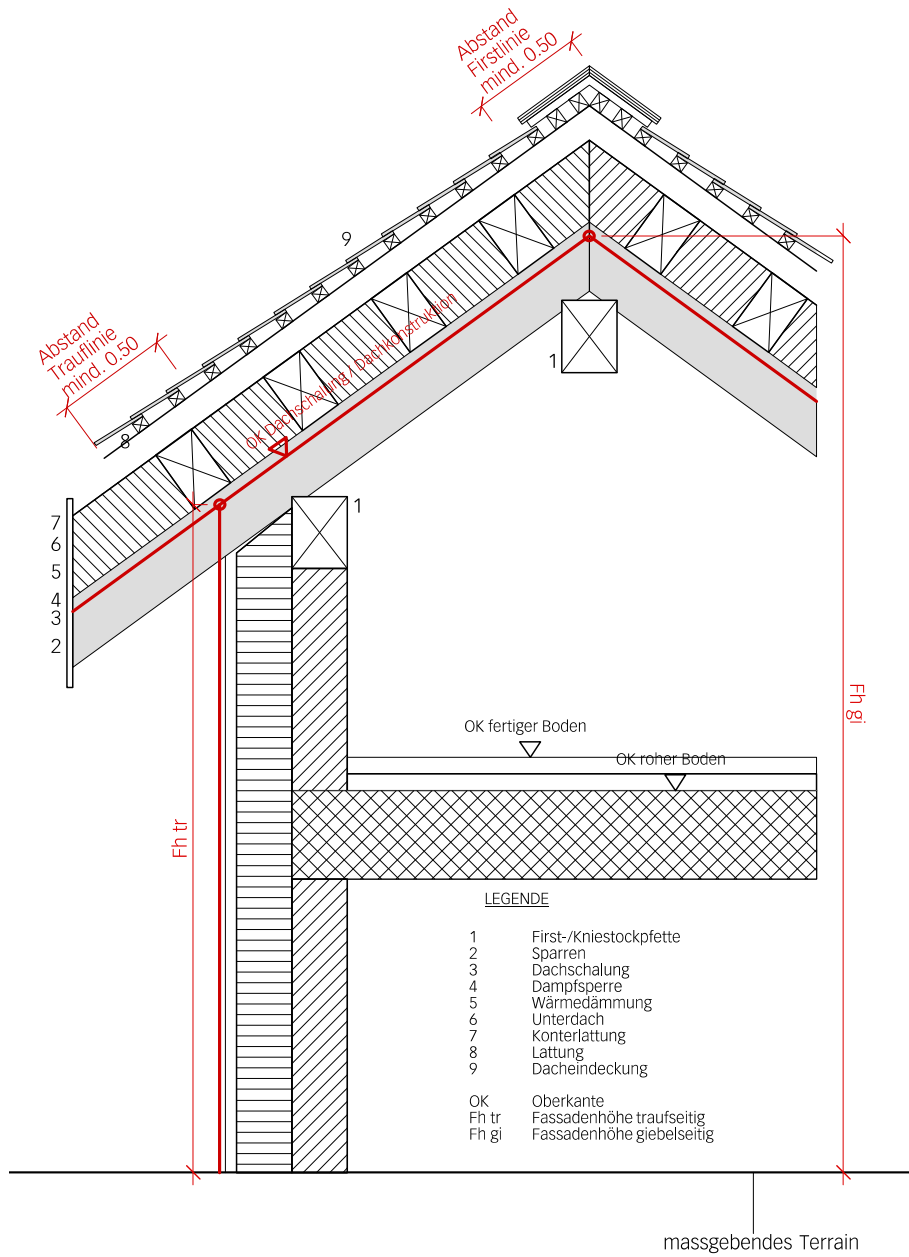 Abstand
Firstlinie
mind. 0.50
9
Abstand
Trauflinie
mind. 0.50
8
OK Dachschalung / Dachkonstruktion
1
1
7
6
5
4
3
2
Fh gi
OK fertiger Boden
OK roher Boden
Fh tr
LEGENDE
1 First-/Kniestockpfette
2 Sparren
3 Dachschalung
4 Dampfsperre
5 Wärmedämmung
6 Unterdach
7 Konterlattung
8 Lattung
9 Dacheindeckung
OK Oberkante
Fh tr Fassadenhöhe traufseitig
Fh gi Fassadenhöhe giebelseitig
massgebendes Terrain